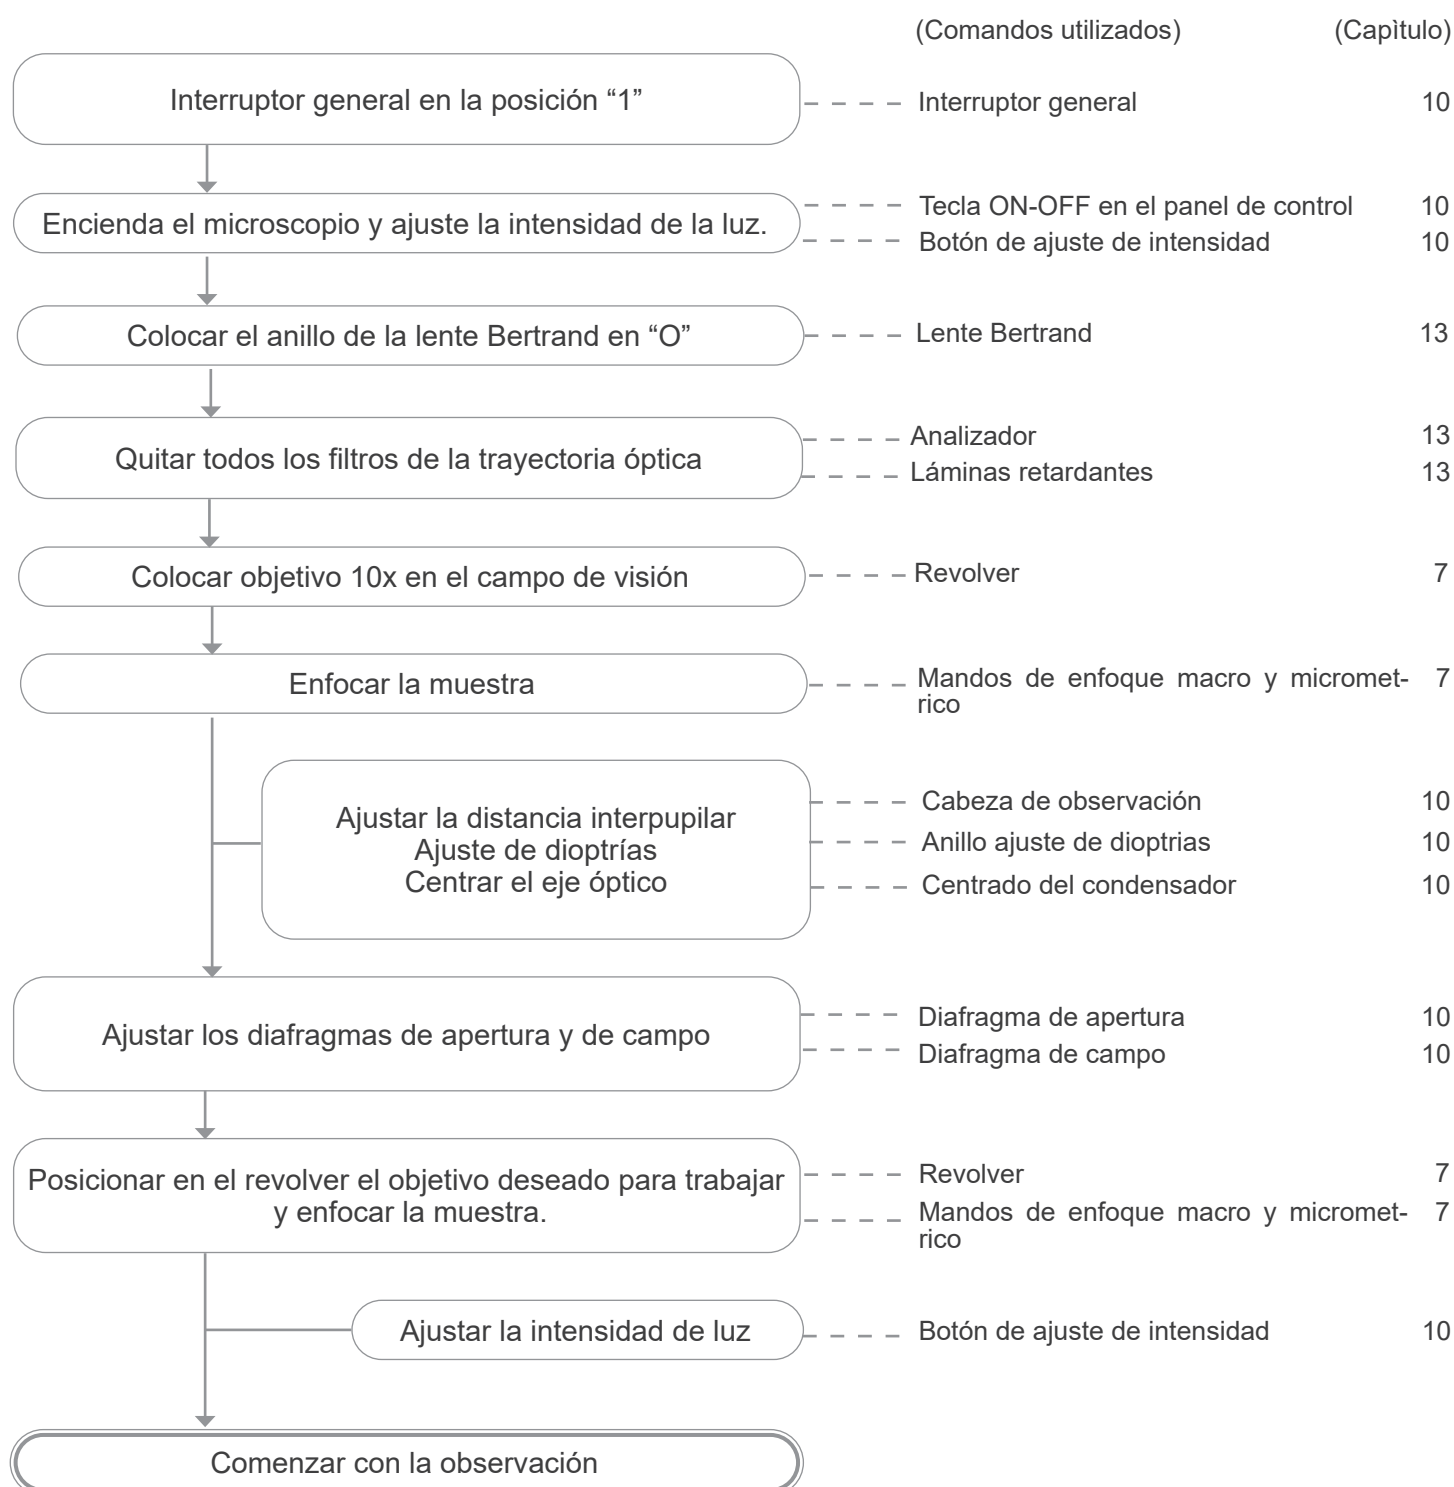 (Comandos utilizados) (Capìtulo)
Interruptor general en la posición “1” Interruptor general 10
Encienda el microscopio y ajuste la intensidad de la luz. Tecla ON-OFF en el panel de control 10
Botón de ajuste de intensidad 10
Colocar el anillo de la lente Bertrand en “O” Lente Bertrand 13
Quitar todos los filtros de la trayectoria óptica Analizador 13
Láminas retardantes 13
Colocar objetivo 10x en el campo de visión Revolver 7
Enfocar la muestra Mandos de enfoque macro y micromet- 7
rico
Ajustar la distancia interpupilar Cabeza de observación 10
Ajuste de dioptrías Anillo ajuste de dioptrias 10
Centrar el eje óptico Centrado del condensador 10
Ajustar los diafragmas de apertura y de campo Diafragma de apertura 10
Diafragma de campo 10
Posicionar en el revolver el objetivo deseado para trabajar Revolver 7
y enfocar la muestra. Mandos de enfoque macro y micromet- 7
rico
Ajustar la intensidad de luz Botón de ajuste de intensidad 10
Comenzar con la observación